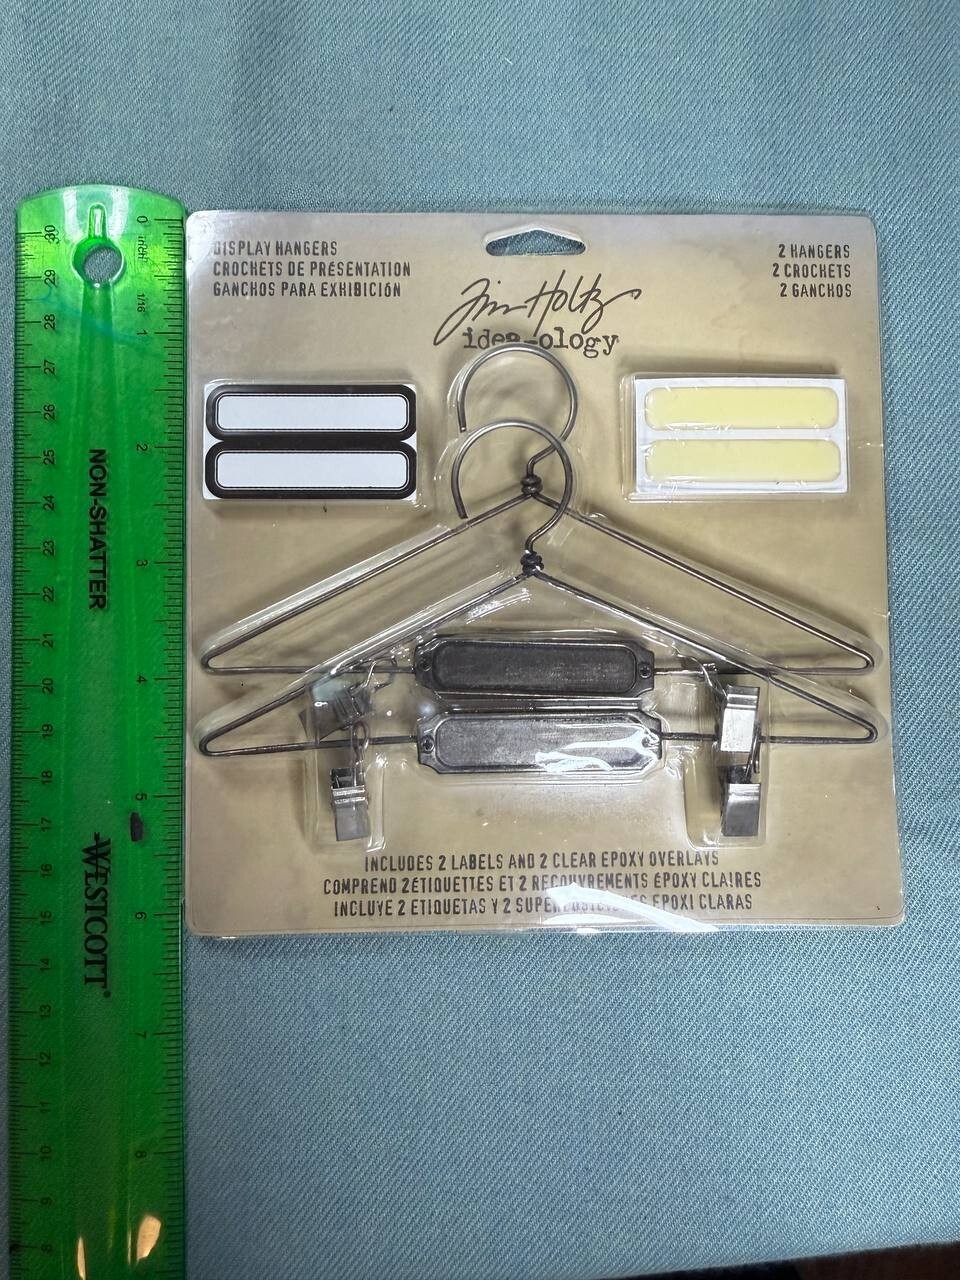 DISPLAY HANGERS
CROCHETS DE PRÉSENTATION
GANCHOS PARA EXHIBICIÓN
2 HANGERS
2 CROCHETS
2 GANCHOS
Tim Holtz
idea-ology
INCLUDES 2 LABELS AND 2 CLEAR EPOXY OVERLAYS
COMPREND 2 ÉTIQUETTES ET 2 RECOUVREMENTS ÉPOXY CLAIRES
INCLUYE 2 ETIQUETAS Y 2 EPOXI CLARAS
NON-SHATTER
WESTCOTT®
inch
1/16
0
1
2
3
4
5
6
7
8
30
29
28
27
26
25
24
23
22
21
20
19
18
17
16
15
14
13
12
11
10
9
8